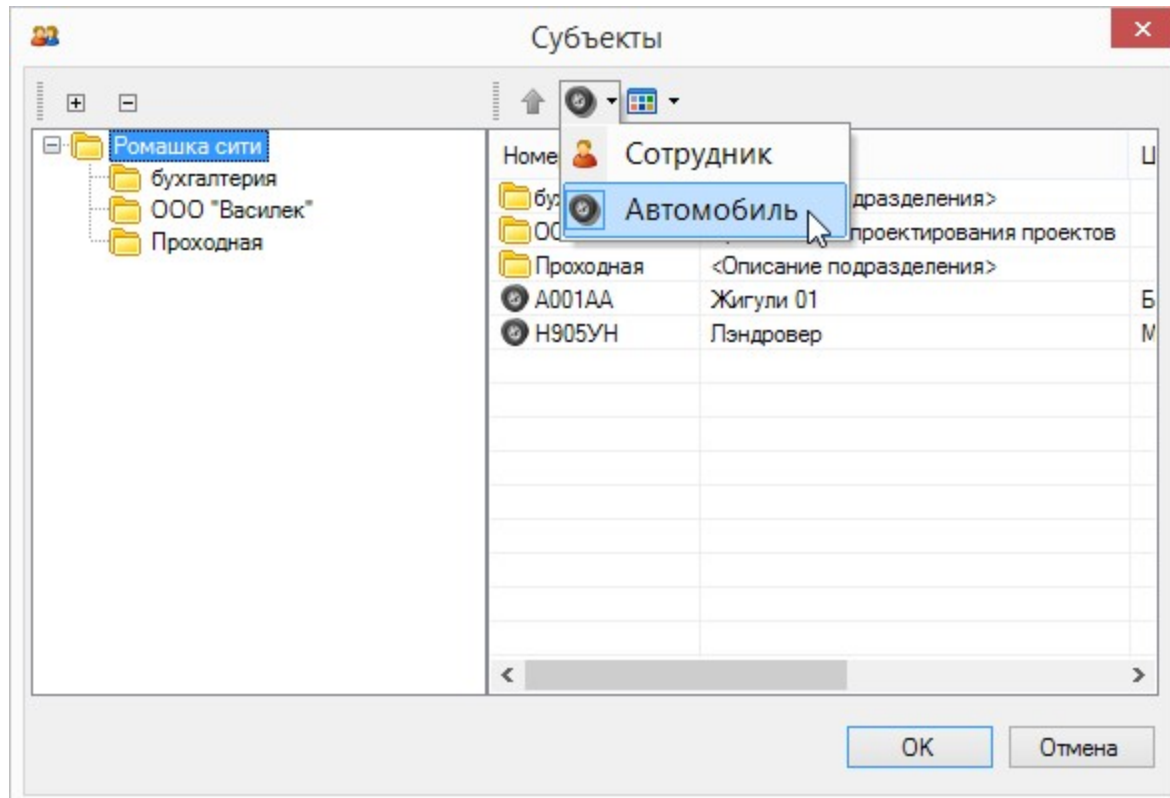 Субъекты
Ромашка сити
бухгалтерия
ООО "Василек"
Проходная
Сотрудник
Автомобиль
проектирования проектов
Проходная <Описание подразделения>
А001АА Жигули 01
Н905УН Лэндровер
OK Отмена